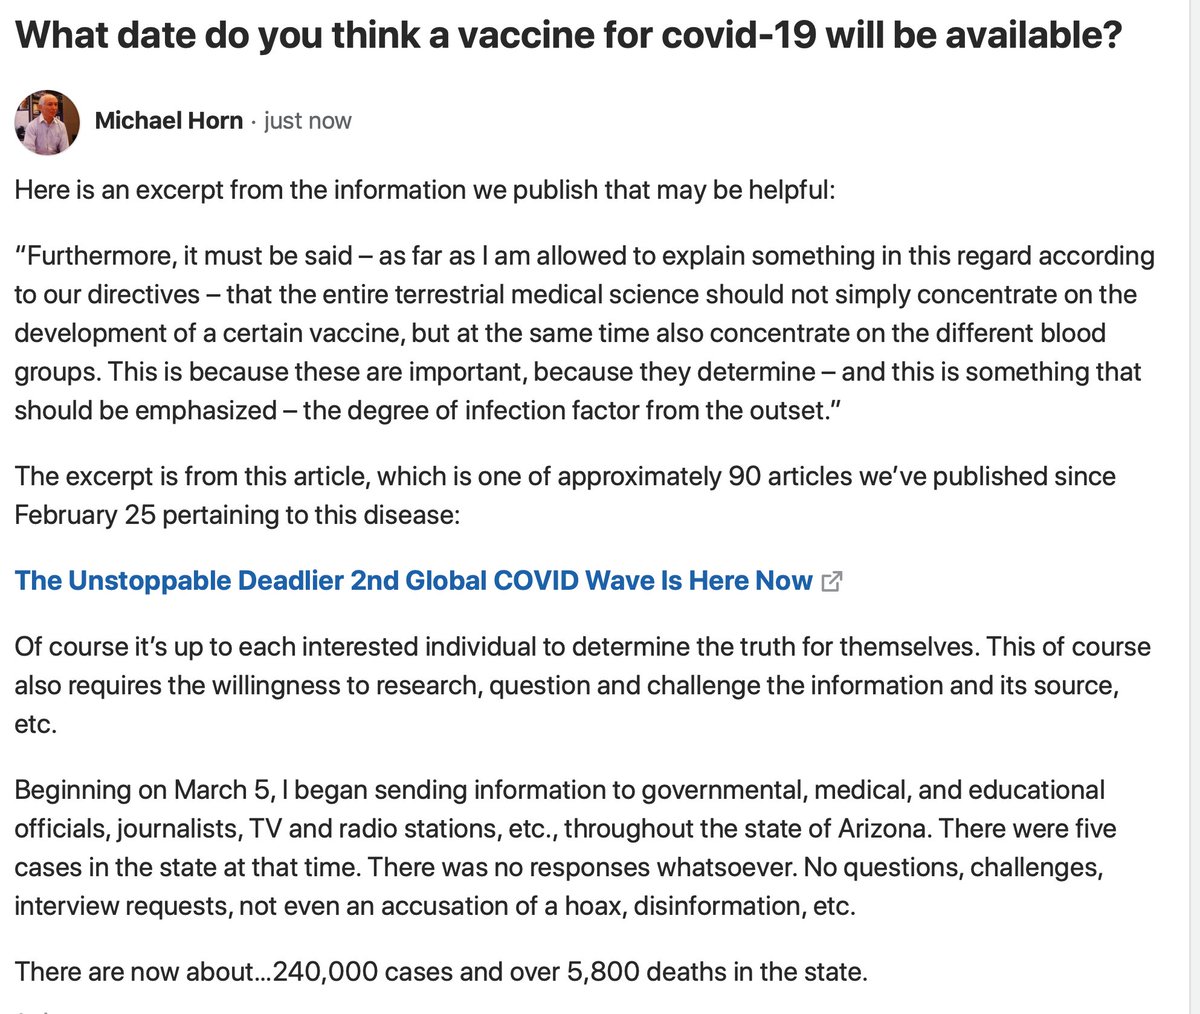 What date do you think a vaccine for covid-19 will be available?
Michael Horn · just now
Here is an excerpt from the information we publish that may be helpful:
“Furthermore, it must be said – as far as I am allowed to explain something in this regard according
to our directives – that the entire terrestrial medical science should not simply concentrate on the
development of a certain vaccine, but at the same time also concentrate on the different blood
groups. This is because these are important, because they determine – and this is something that
should be emphasized – the degree of infection factor from the outset.”
The excerpt is from this article, which is one of approximately 90 articles we’ve published since
February 25 pertaining to this disease:
The Unstoppable Deadlier 2nd Global COVID Wave Is Here Now
Of course it’s up to each interested individual to determine the truth for themselves. This of course
also requires the willingness to research, question and challenge the information and its source,
etc.
Beginning on March 5, I began sending information to governmental, medical, and educational
officials, journalists, TV and radio stations, etc., throughout the state of Arizona. There were five
cases in the state at that time. There was no responses whatsoever. No questions, challenges,
interview requests, not even an accusation of a hoax, disinformation, etc.
There are now about...240,000 cases and over 5,800 deaths in the state.